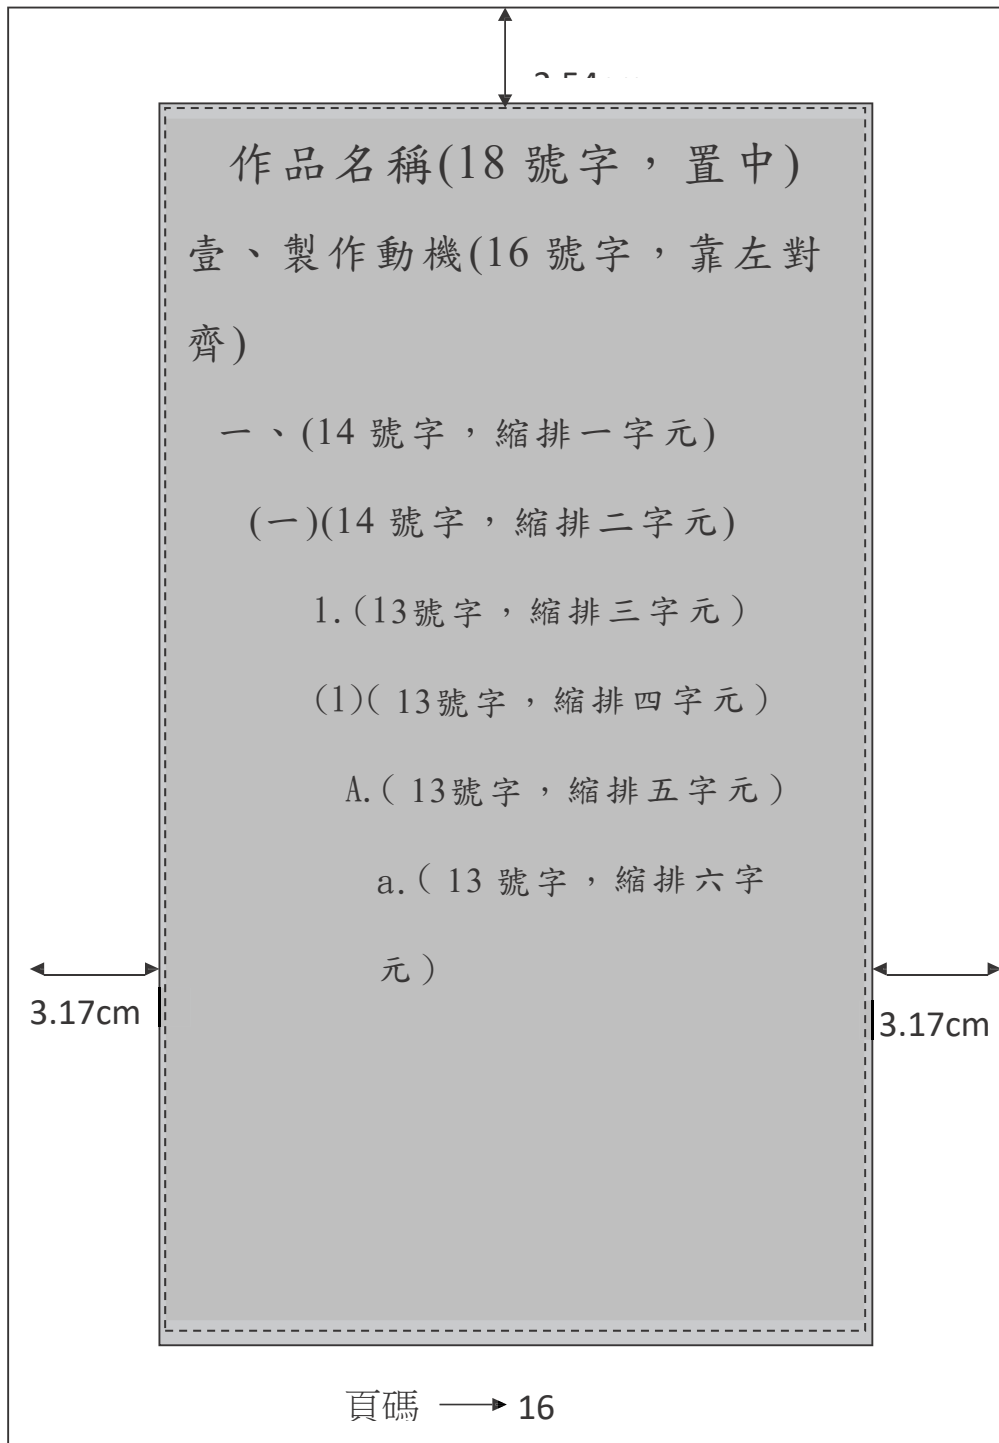 作品名稱(18 號字，置中)
壹、製作動機(16 號字，靠左對
齊)
一、(14 號字，縮排一字元)
(一)(14 號字，縮排二字元)
1.(13號字，縮排三字元)
(1)( 13號字，縮排四字元)
A.( 13號字，縮排五字元)
a.( 13 號字，縮排六字
元)
3.17cm
3.17cm
頁碼 → 16